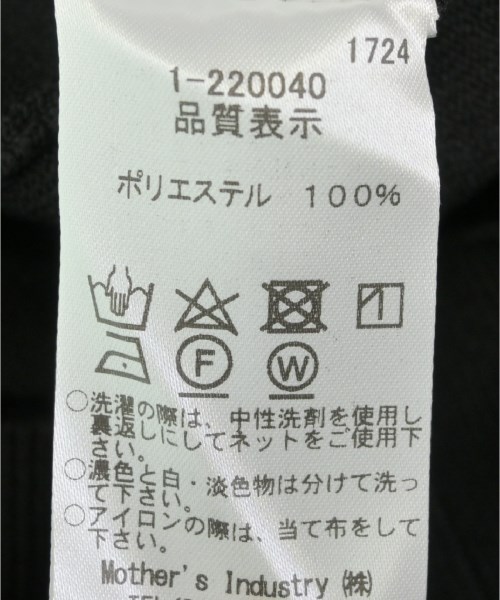 1724
1-220040
品質表示
ポリエステル 100%
F W
○洗濯の際は、中性洗剤を使用し
裏返しにしてネットをご使用下
さい。
○濃色と白・淡色物は分けて洗っ
て下さい。
○アイロンの際は、当て布をして
下さい。
Mother's Industry ㈱